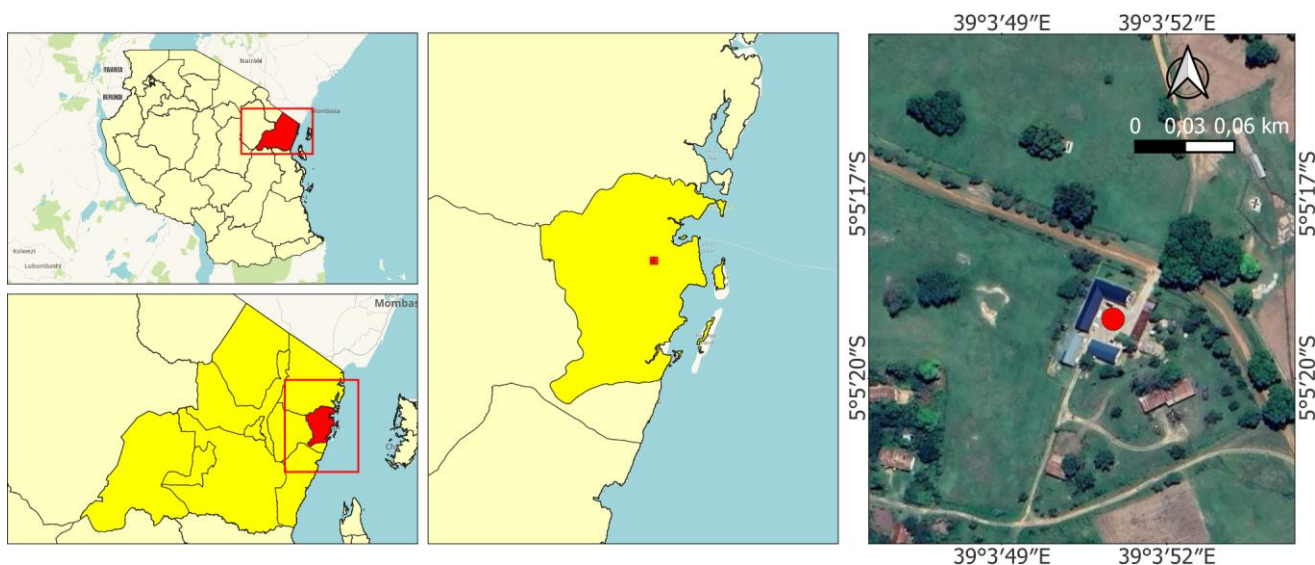 Nairobi
RWANDA
BURUNDI
Mombasa
Kolwezi
Lubumbashi
Mombas
39°3′49″E 39°3′52″E
0 0,03 0,06 km
5°5′17″S 5°5′17″S
5°5′20″S 5°5′20″S
39°3′49″E 39°3′52″E